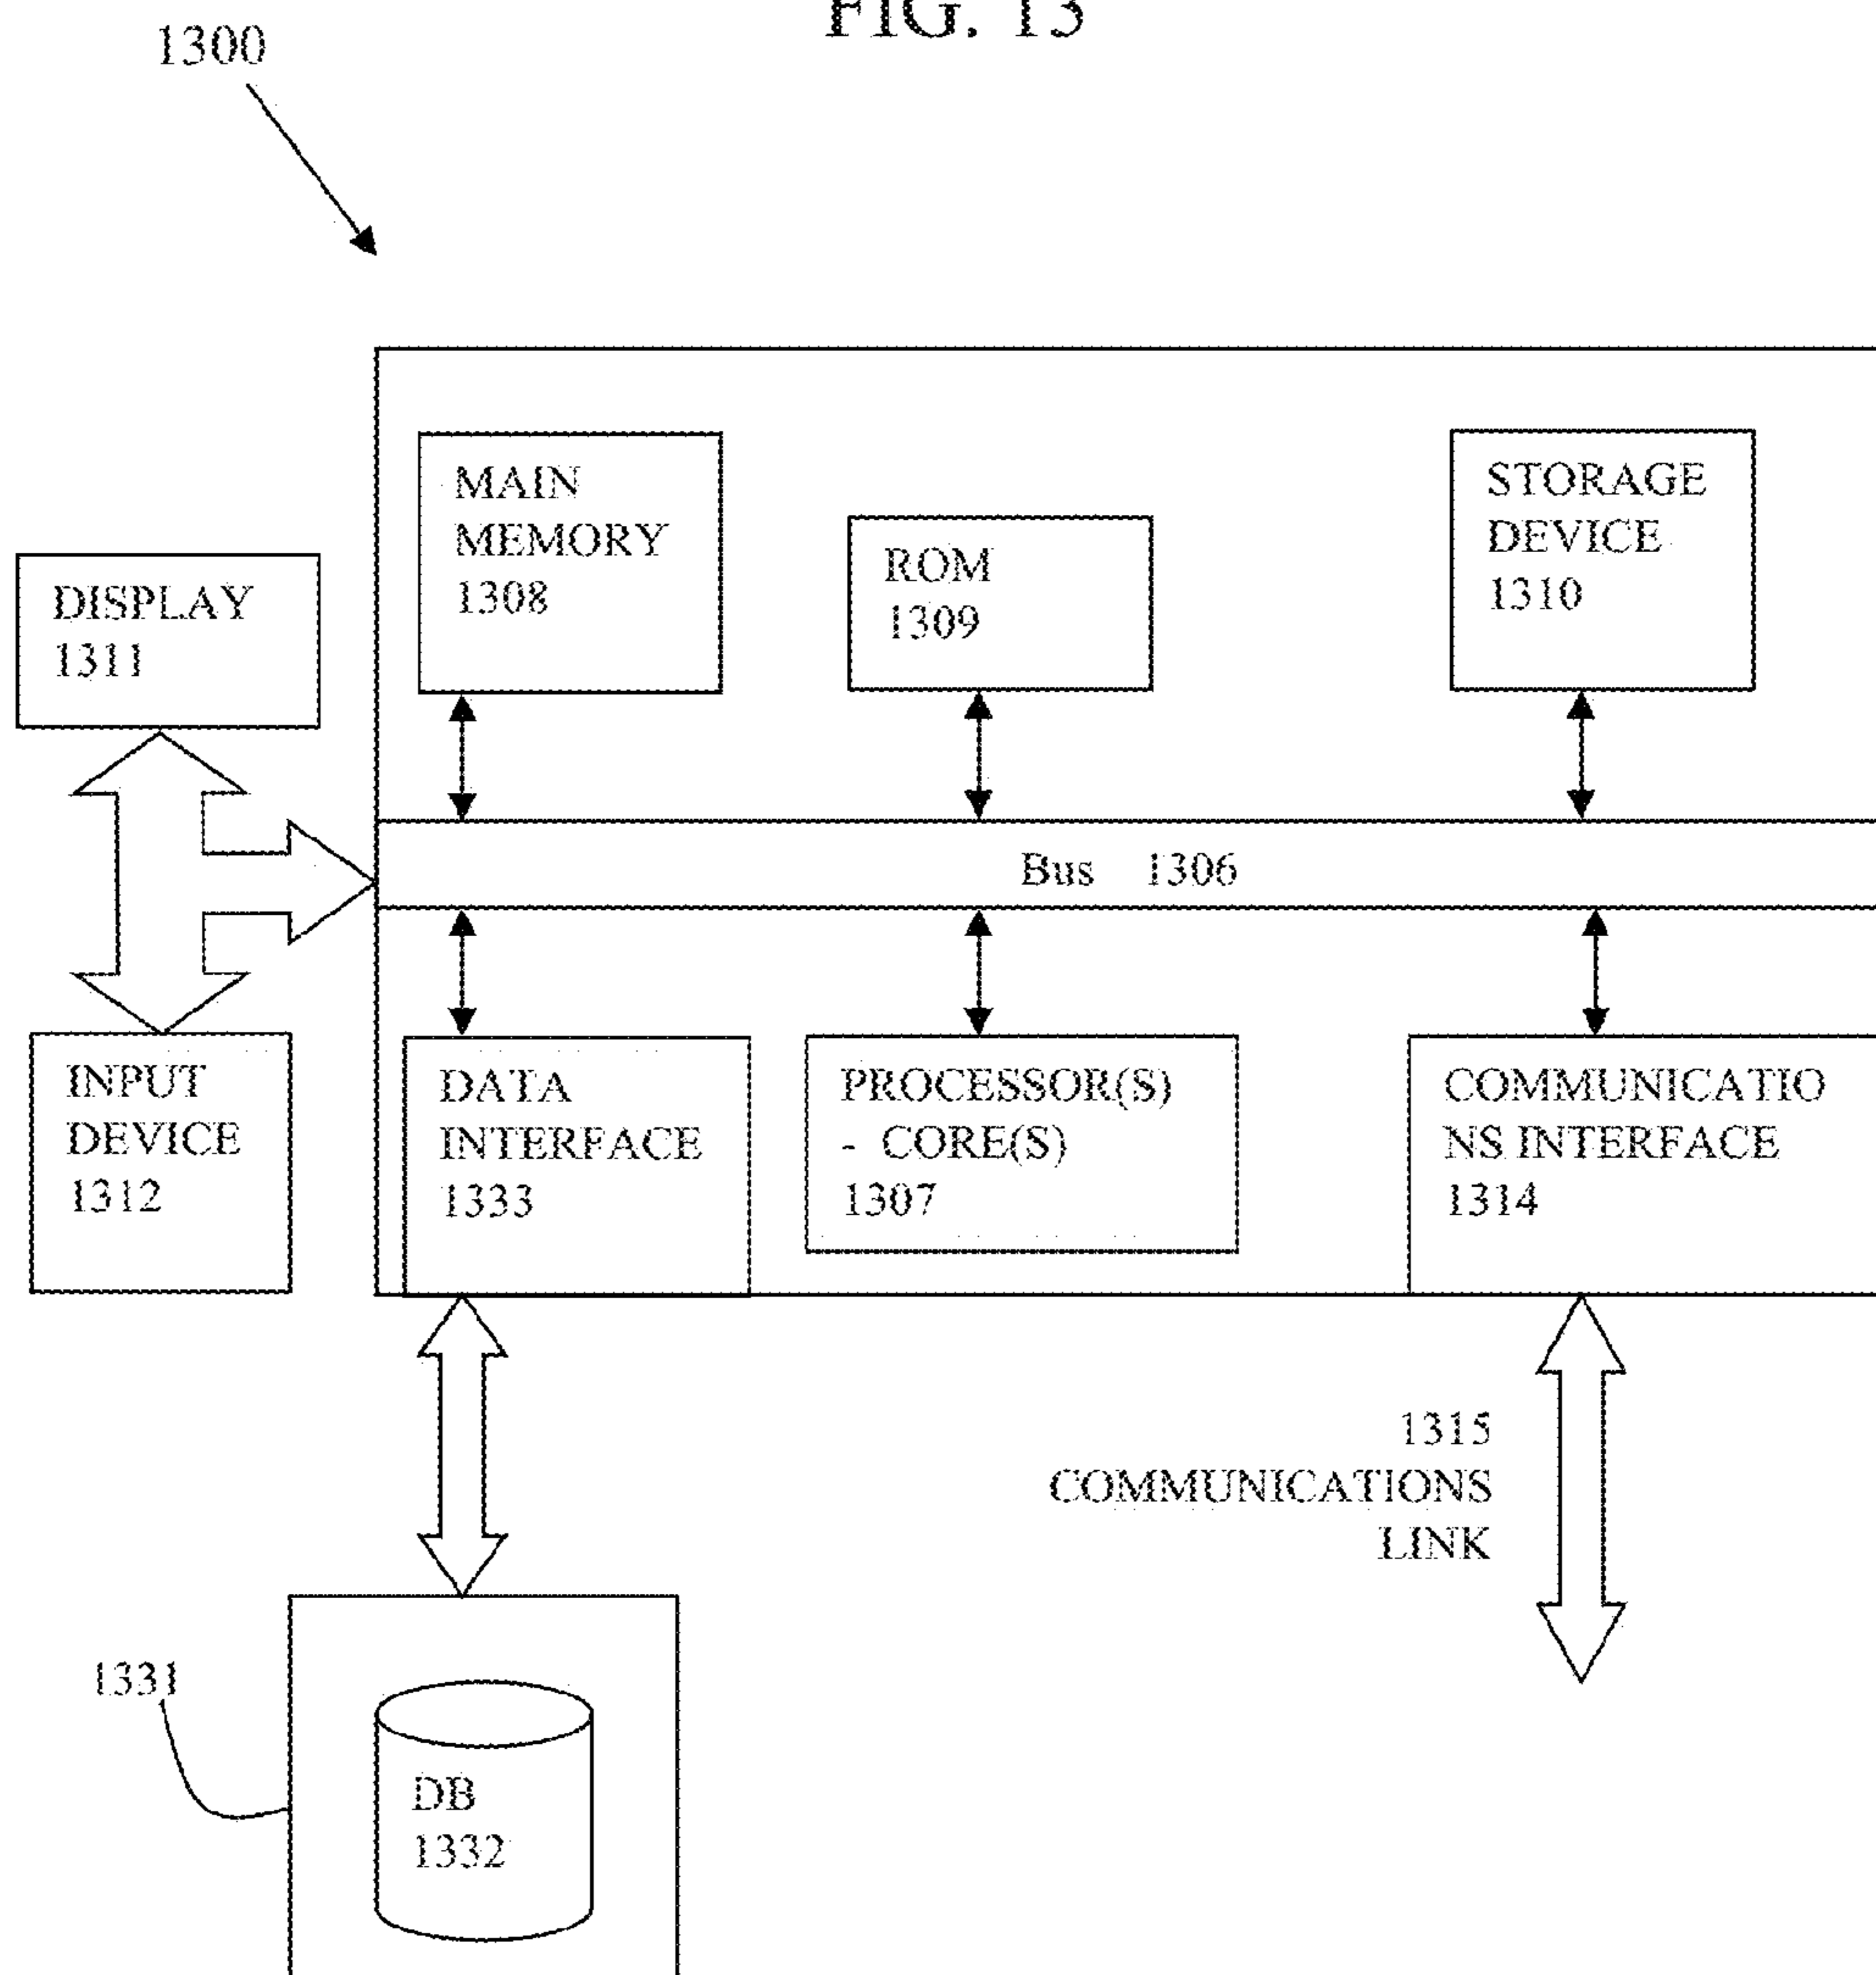 FIG. 13
1300
MAIN
MEMORY
1308
ROM
1309
STORAGE
DEVICE
1310
DISPLAY
1311
Bus 1306
INPUT
DEVICE
1312
DATA
INTERFACE
1333
PROCESSOR(S)
- CORE(S)
1307
COMMUNICATIO
NS INTERFACE
1314
1315
COMMUNICATIONS
LINK
1331
DB
1332